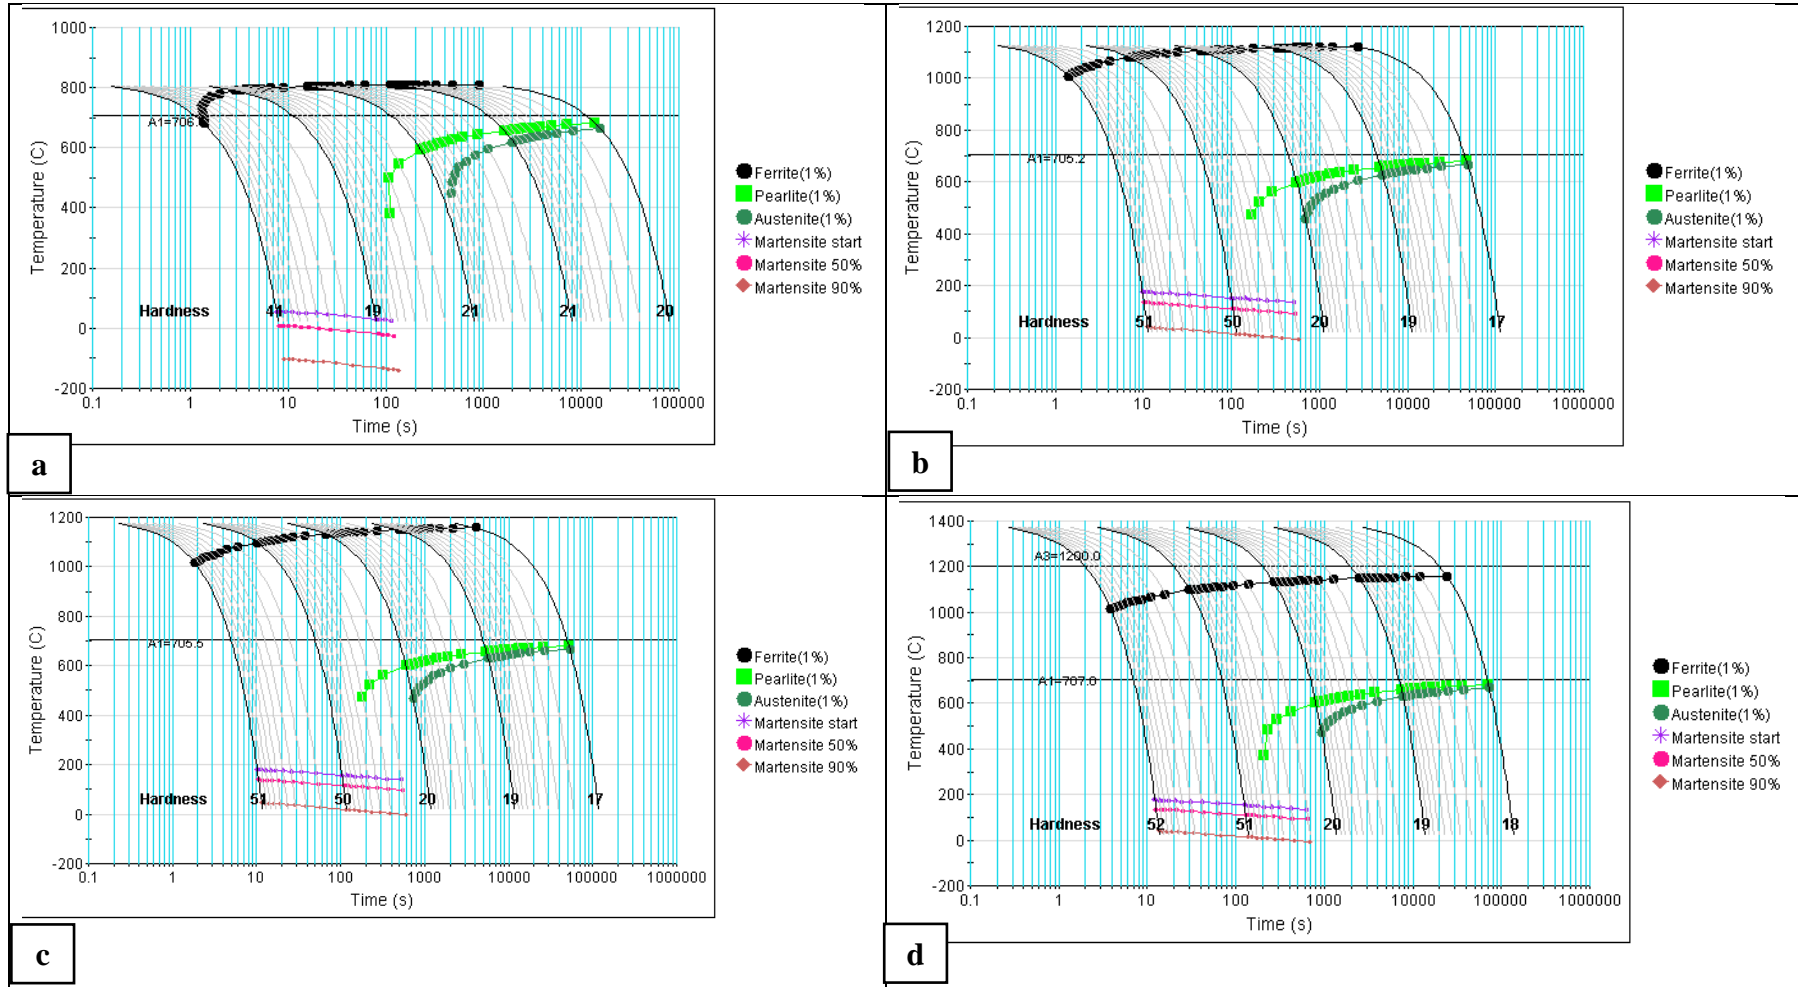 1000
800
600
400
200
0
-200
Temperature (C)
A1=706.
Hardness 41 19 21 21 20
0.1 1 10 100 1000 10000 100000
Time (s)
Ferrite(1%)
Pearlite(1%)
Austenite(1%)
Martensite start
Martensite 50%
Martensite 90%
a
1200
1000
800
600
400
200
0
-200
Temperature (C)
A1=705.2
Hardness 51 50 20 19 17
0.1 1 10 100 1000 10000 100000 1000000
Time (s)
Ferrite(1%)
Pearlite(1%)
Austenite(1%)
Martensite start
Martensite 50%
Martensite 90%
b
1200
1000
800
600
400
200
0
-200
Temperature (C)
A1=705.5
Hardness 51 50 20 19 17
0.1 1 10 100 1000 10000 100000 1000000
Time (s)
Ferrite(1%)
Pearlite(1%)
Austenite(1%)
Martensite start
Martensite 50%
Martensite 90%
c
1400
1200
1000
800
600
400
200
0
-200
Temperature (C)
A3=1200.0
A1=707.0
Hardness 52 51 20 19 18
0.1 1 10 100 1000 10000 100000 1000000
Time (s)
Ferrite(1%)
Pearlite(1%)
Austenite(1%)
Martensite start
Martensite 50%
Martensite 90%
d